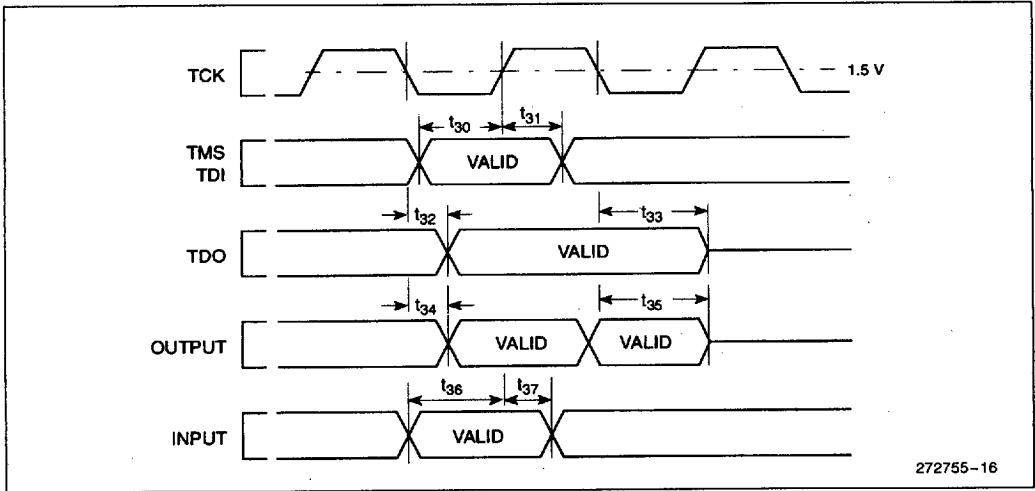 TCK
1.5 V
t30
t31
TMS
TDI
VALID
t32
t33
TDO
VALID
t34
t35
OUTPUT
VALID
VALID
t36
t37
INPUT
VALID
272755-16